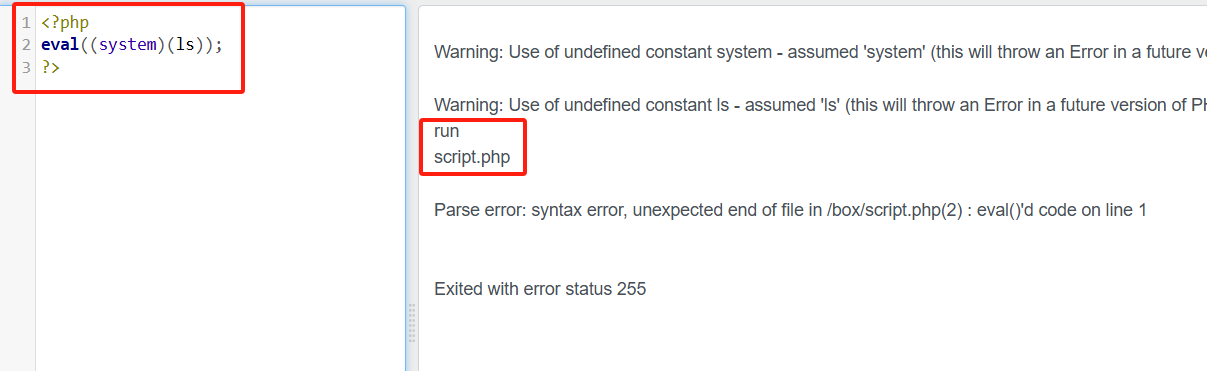 1 <?php
2 eval((system)(ls));
3 ?>
Warning: Use of undefined constant system - assumed 'system' (this will throw an Error in a future
Warning: Use of undefined constant ls - assumed 'ls' (this will throw an Error in a future version of
run
script.php
Parse error: syntax error, unexpected end of file in /box/script.php(2) : eval()'d code on line 1
Exited with error status 255